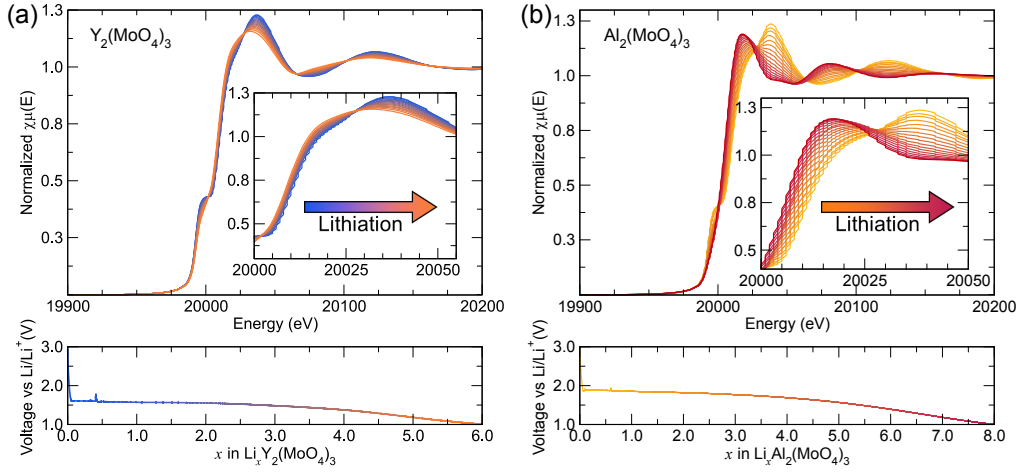 (a)
Y₂(MoO₄)₃
Normalized χμ(E)
1.3
1.0
0.8
0.5
0.3
1.3
1.0
0.8
0.5
Lithiation
20000 20025 20050
19900 20000 20100 20200
Energy (eV)
Voltage vs Li/Li⁺(V)
3.0
2.0
1.0
0.0 1.0 2.0 3.0 4.0 5.0 6.0
x in LiₓY₂(MoO₄)₃
(b)
Al₂(MoO₄)₃
Normalized χμ(E)
1.3
1.0
0.8
0.5
0.3
1.3
1.0
0.8
0.5
Lithiation
20000 20025 20050
19900 20000 20100 20200
Energy (eV)
Voltage vs Li/Li⁺(V)
3.0
2.0
1.0
0.0 1.0 2.0 3.0 4.0 5.0 6.0 7.0 8.0
x in LiₓAl₂(MoO₄)₃